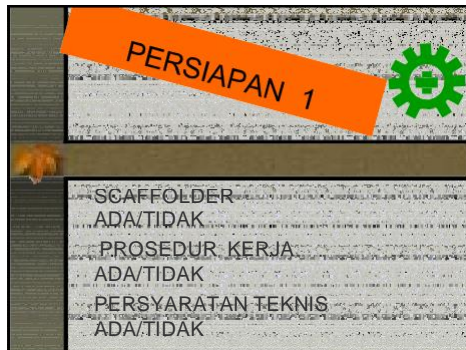 PERSIAPAN 1
SCAFFOLDER
ADA/TIDAK
PROSEDUR KERJA
ADA/TIDAK
PERSYARATAN TEKNIS
ADA/TIDAK